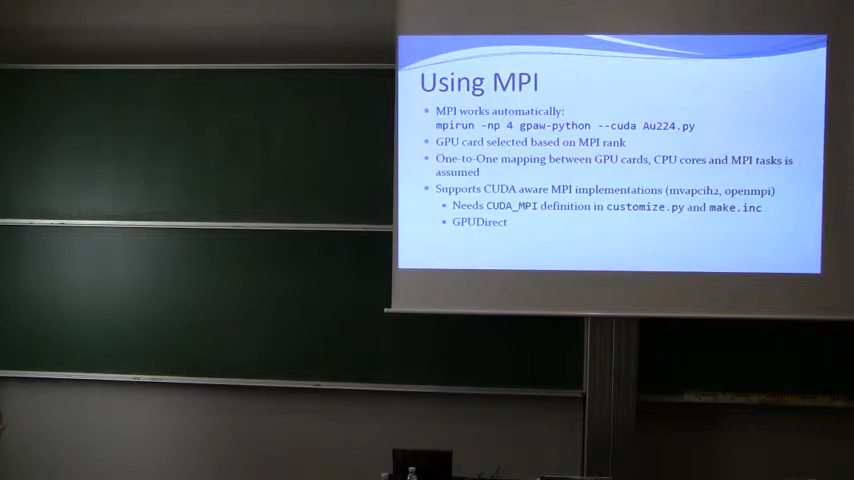 Using MPI
MPI works automatically:
mpirun -np 4 gpaw-python --cuda Au224.py
GPU card selected based on MPI rank
One-to-One mapping between GPU cards, CPU cores and MPI tasks is
assumed
Supports CUDA aware MPI implementations (mvapcih2, openmpi)
Needs CUDA_MPI definition in customize.py and make.inc
GPUDirect